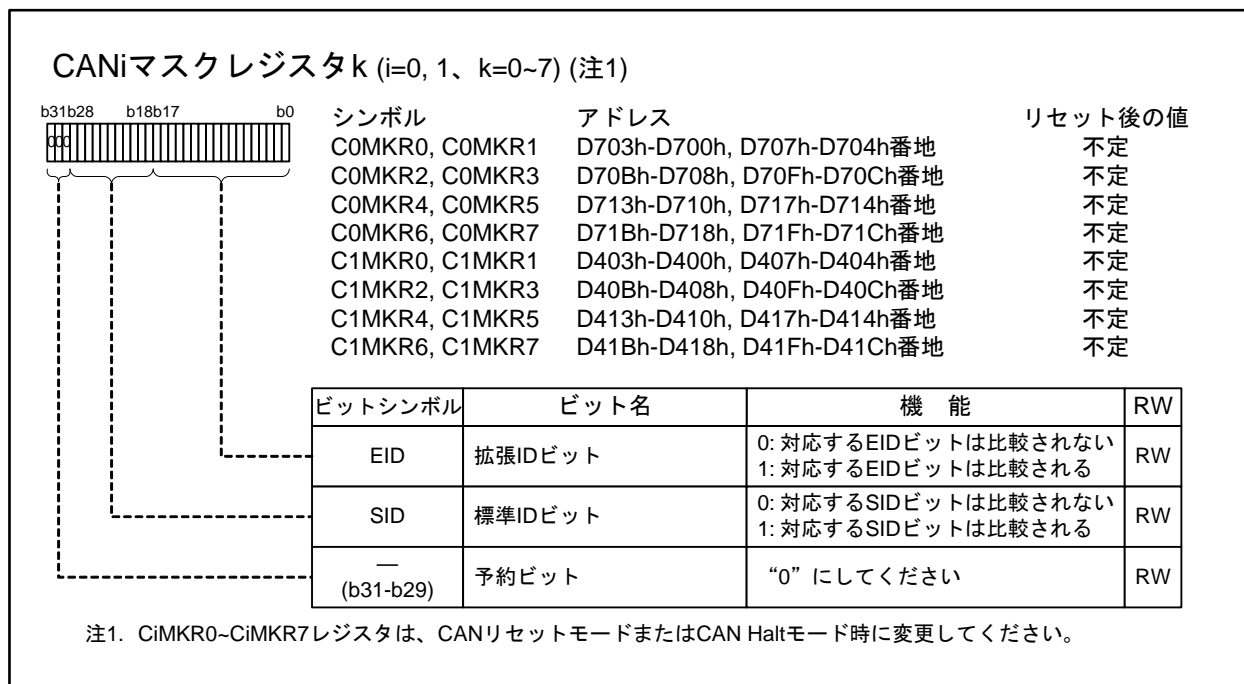 CANiマスクレジスタk (i=0, 1、k=0~7) (注1)
b31b28 b18b17 b0
000
シンボル アドレス リセット後の値
C0MKR0, C0MKR1 D703h-D700h, D707h-D704h番地 不定
C0MKR2, C0MKR3 D70Bh-D708h, D70Fh-D70Ch番地 不定
C0MKR4, C0MKR5 D713h-D710h, D717h-D714h番地 不定
C0MKR6, C0MKR7 D71Bh-D718h, D71Fh-D71Ch番地 不定
C1MKR0, C1MKR1 D403h-D400h, D407h-D404h番地 不定
C1MKR2, C1MKR3 D40Bh-D408h, D40Fh-D40Ch番地 不定
C1MKR4, C1MKR5 D413h-D410h, D417h-D414h番地 不定
C1MKR6, C1MKR7 D41Bh-D418h, D41Fh-D41Ch番地 不定
ビットシンボル ビット名 機 能 RW
EID 拡張IDビット 0: 対応するEIDビットは比較されない RW
1: 対応するEIDビットは比較される
SID 標準IDビット 0: 対応するSIDビットは比較されない RW
1: 対応するSIDビットは比較される
— 予約ビット “0”にしてください RW
(b31-b29)
注1. CiMKR0~CiMKR7レジスタは、CANリセットモードまたはCAN Haltモード時に変更してください。